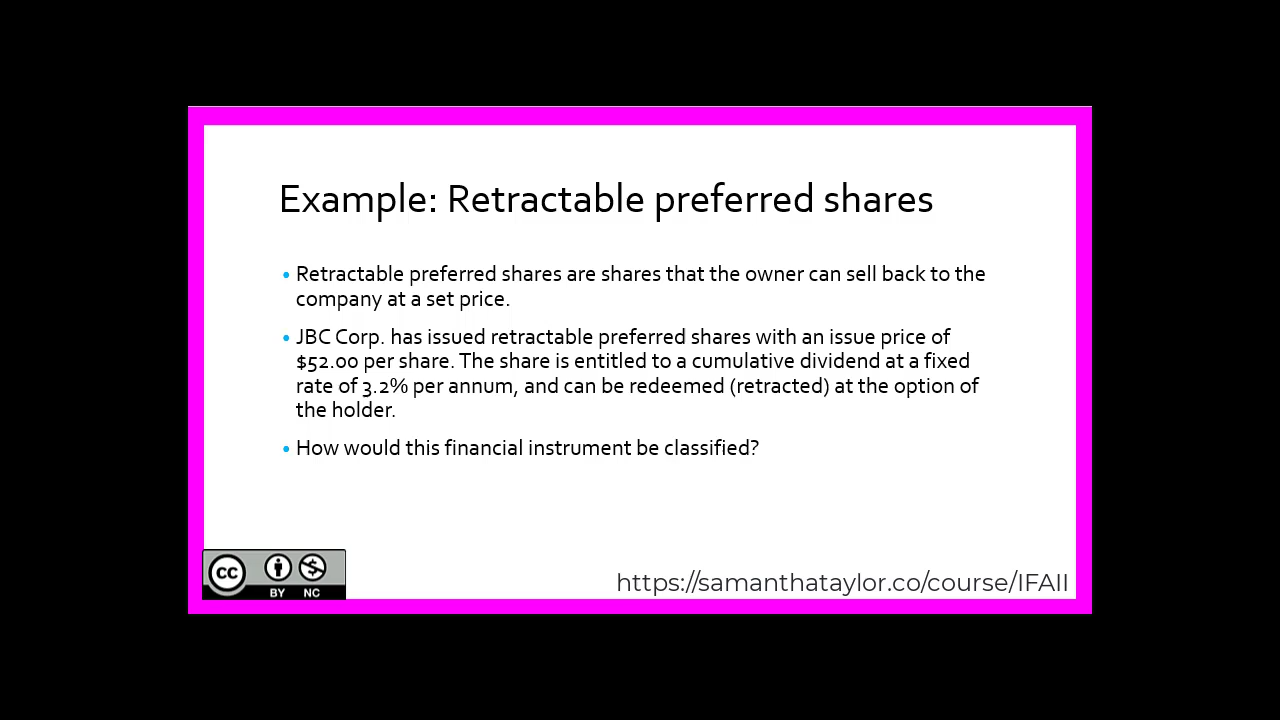 Example: Retractable preferred shares
• Retractable preferred shares are shares that the owner can sell back to the
company at a set price.
• JBC Corp. has issued retractable preferred shares with an issue price of
$52.00 per share. The share is entitled to a cumulative dividend at a fixed
rate of 3.2% per annum, and can be redeemed (retracted) at the option of
the holder.
• How would this financial instrument be classified?
cc
BY NC
https://samanthataylor.co/course/IFAII